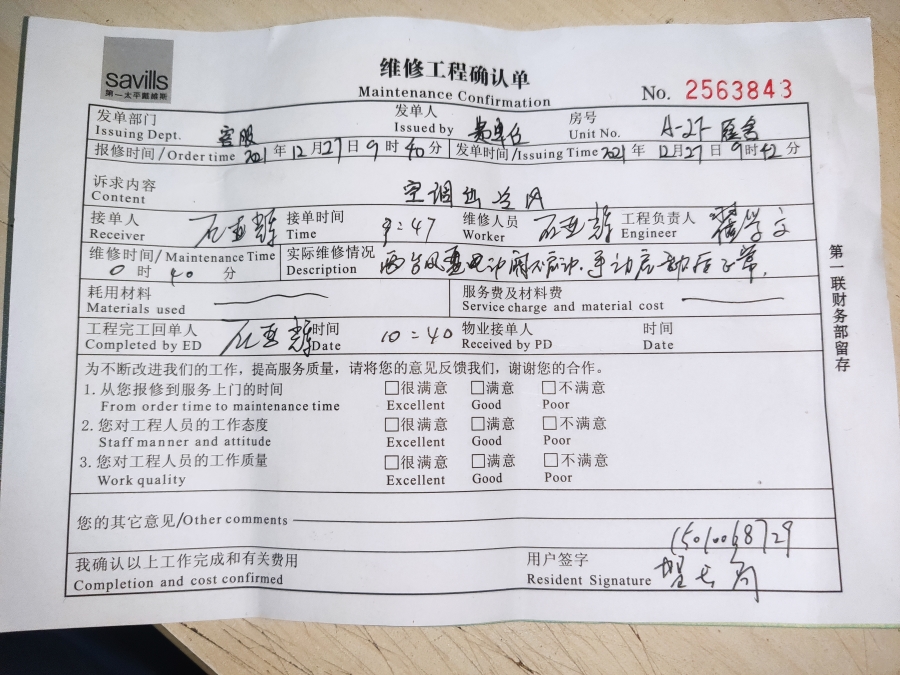 savills
第一太平戴维斯
维修工程确认单
Maintenance Confirmation
No. 2563843
发单部门 客服
Issuing Dept.
发单人
Issued by
房号 A-27- 宿舍
Unit No.
报修时间/Order time 2021 年 12 月 27 日 9 时 40 分
发单时间/Issuing Time 2021 年 12 月 27 日 9 时 42 分
诉求内容 空调出冷风
Content
接单人
Receiver
接单时间 9:47
Time
维修人员
Worker
工程负责人
Engineer
维修时间/Maintenance Time
0 时 40 分
实际维修情况
Description
耗用材料
Materials used
服务费及材料费
Service charge and material cost
工程完工回单人
Completed by ED
时间 10:40
Date
物业接单人
Received by PD
时间
Date
为不断改进我们的工作,提高服务质量,请将您的意见反馈我们,谢谢您的合作。
1. 从您报修到服务上门的时间 □很满意 □满意 □不满意
From order time to maintenance time Excellent Good Poor
2. 您对工程人员的工作态度 □很满意 □满意 □不满意
Staff manner and attitude Excellent Good Poor
3. 您对工程人员的工作质量 □很满意 □满意 □不满意
Work quality Excellent Good Poor
您的其它意见/Other comments
15010068729
我确认以上工作完成和有关费用
Completion and cost confirmed
用户签字
Resident Signature
第一联财务部留存